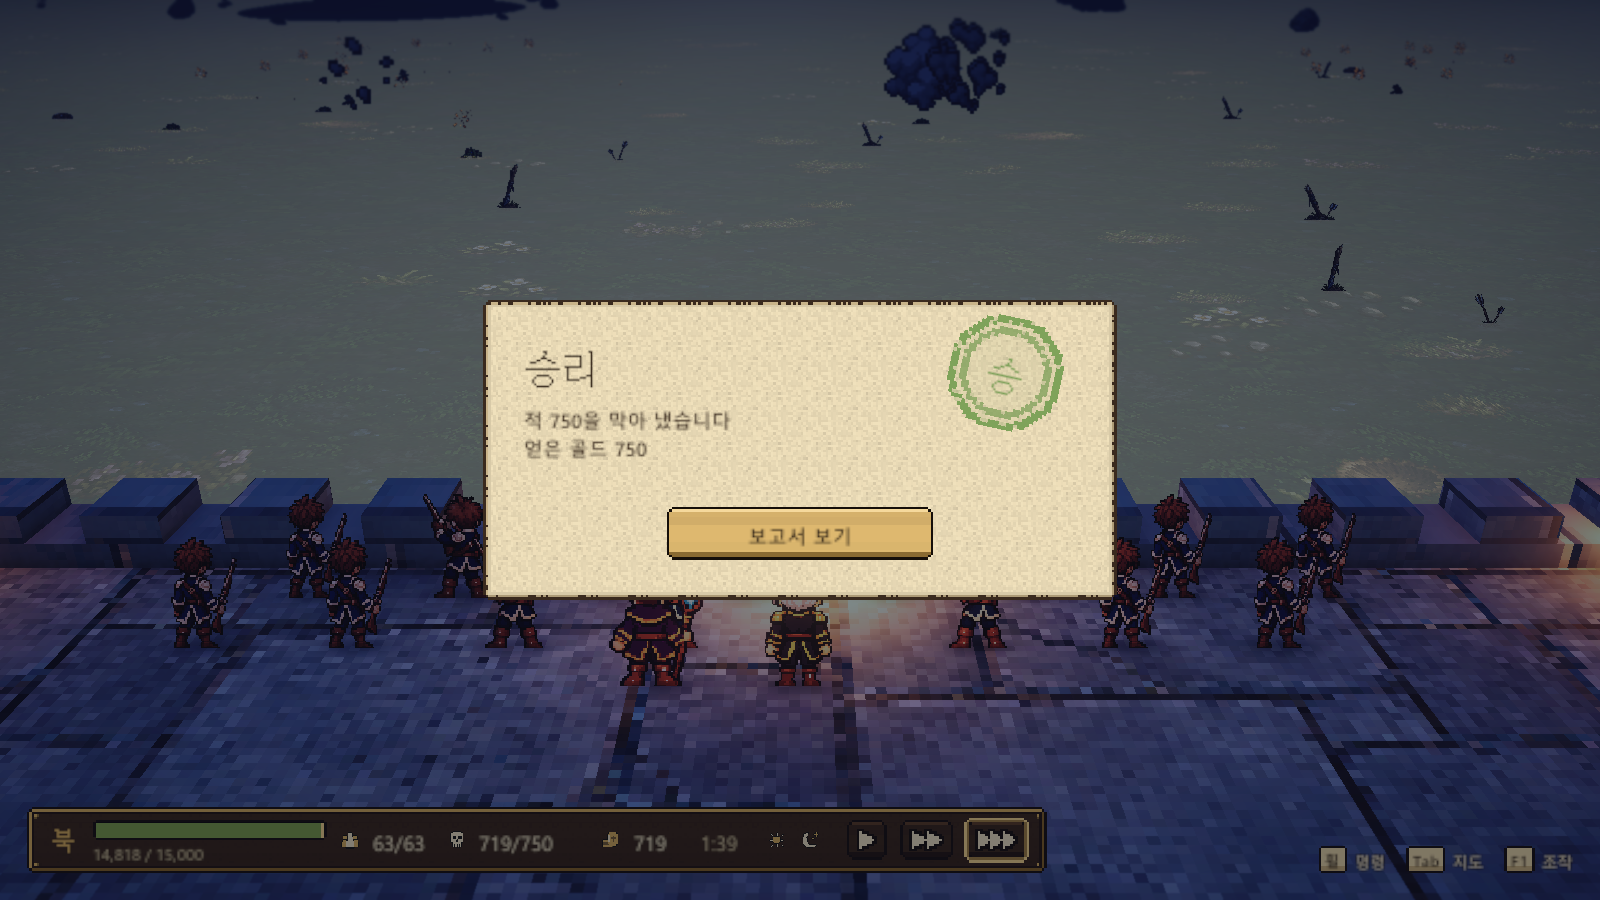 승리
승
적 750을 막아 냈습니다
얻은 골드 750
보고서 보기
북
14,818 / 15,000
63/63
719/750
719
1:39
휠 명령
Tab 지도
F1 조작